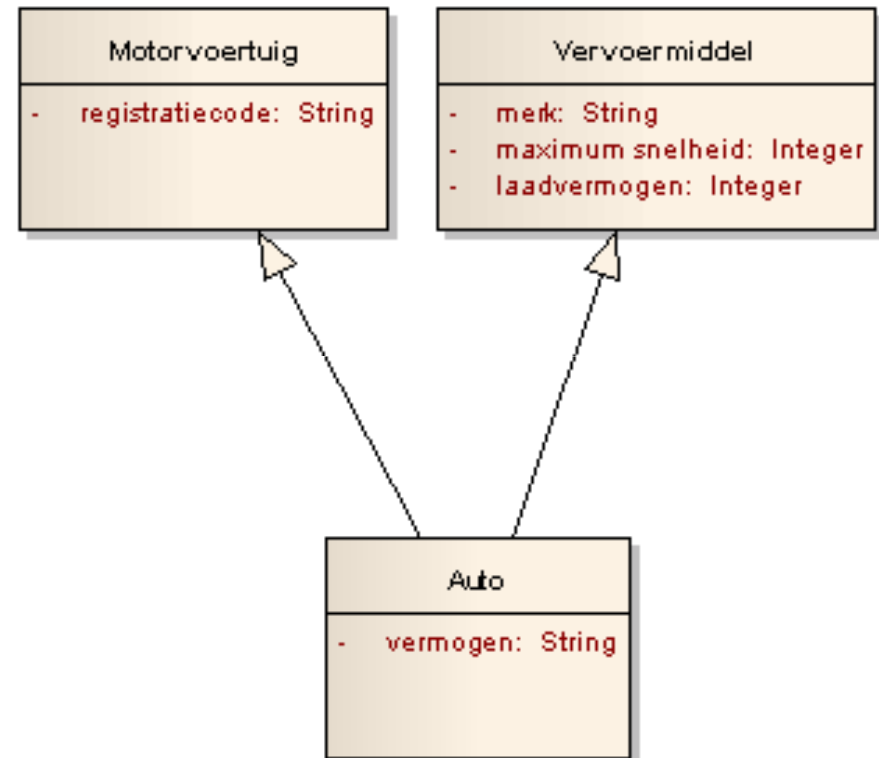 Motorvoertuig
- registratiecode: String
Vervoermiddel
- merk: String
- maximum snelheid: Integer
- laadvermogen: Integer
Auto
- vermogen: String